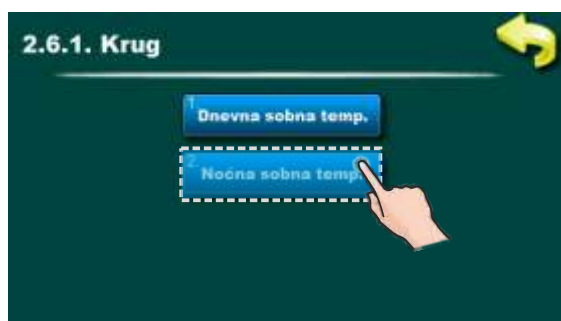 2.6.1. Krug
1
Dnevna sobna temp.
2
Noćna sobna temp.